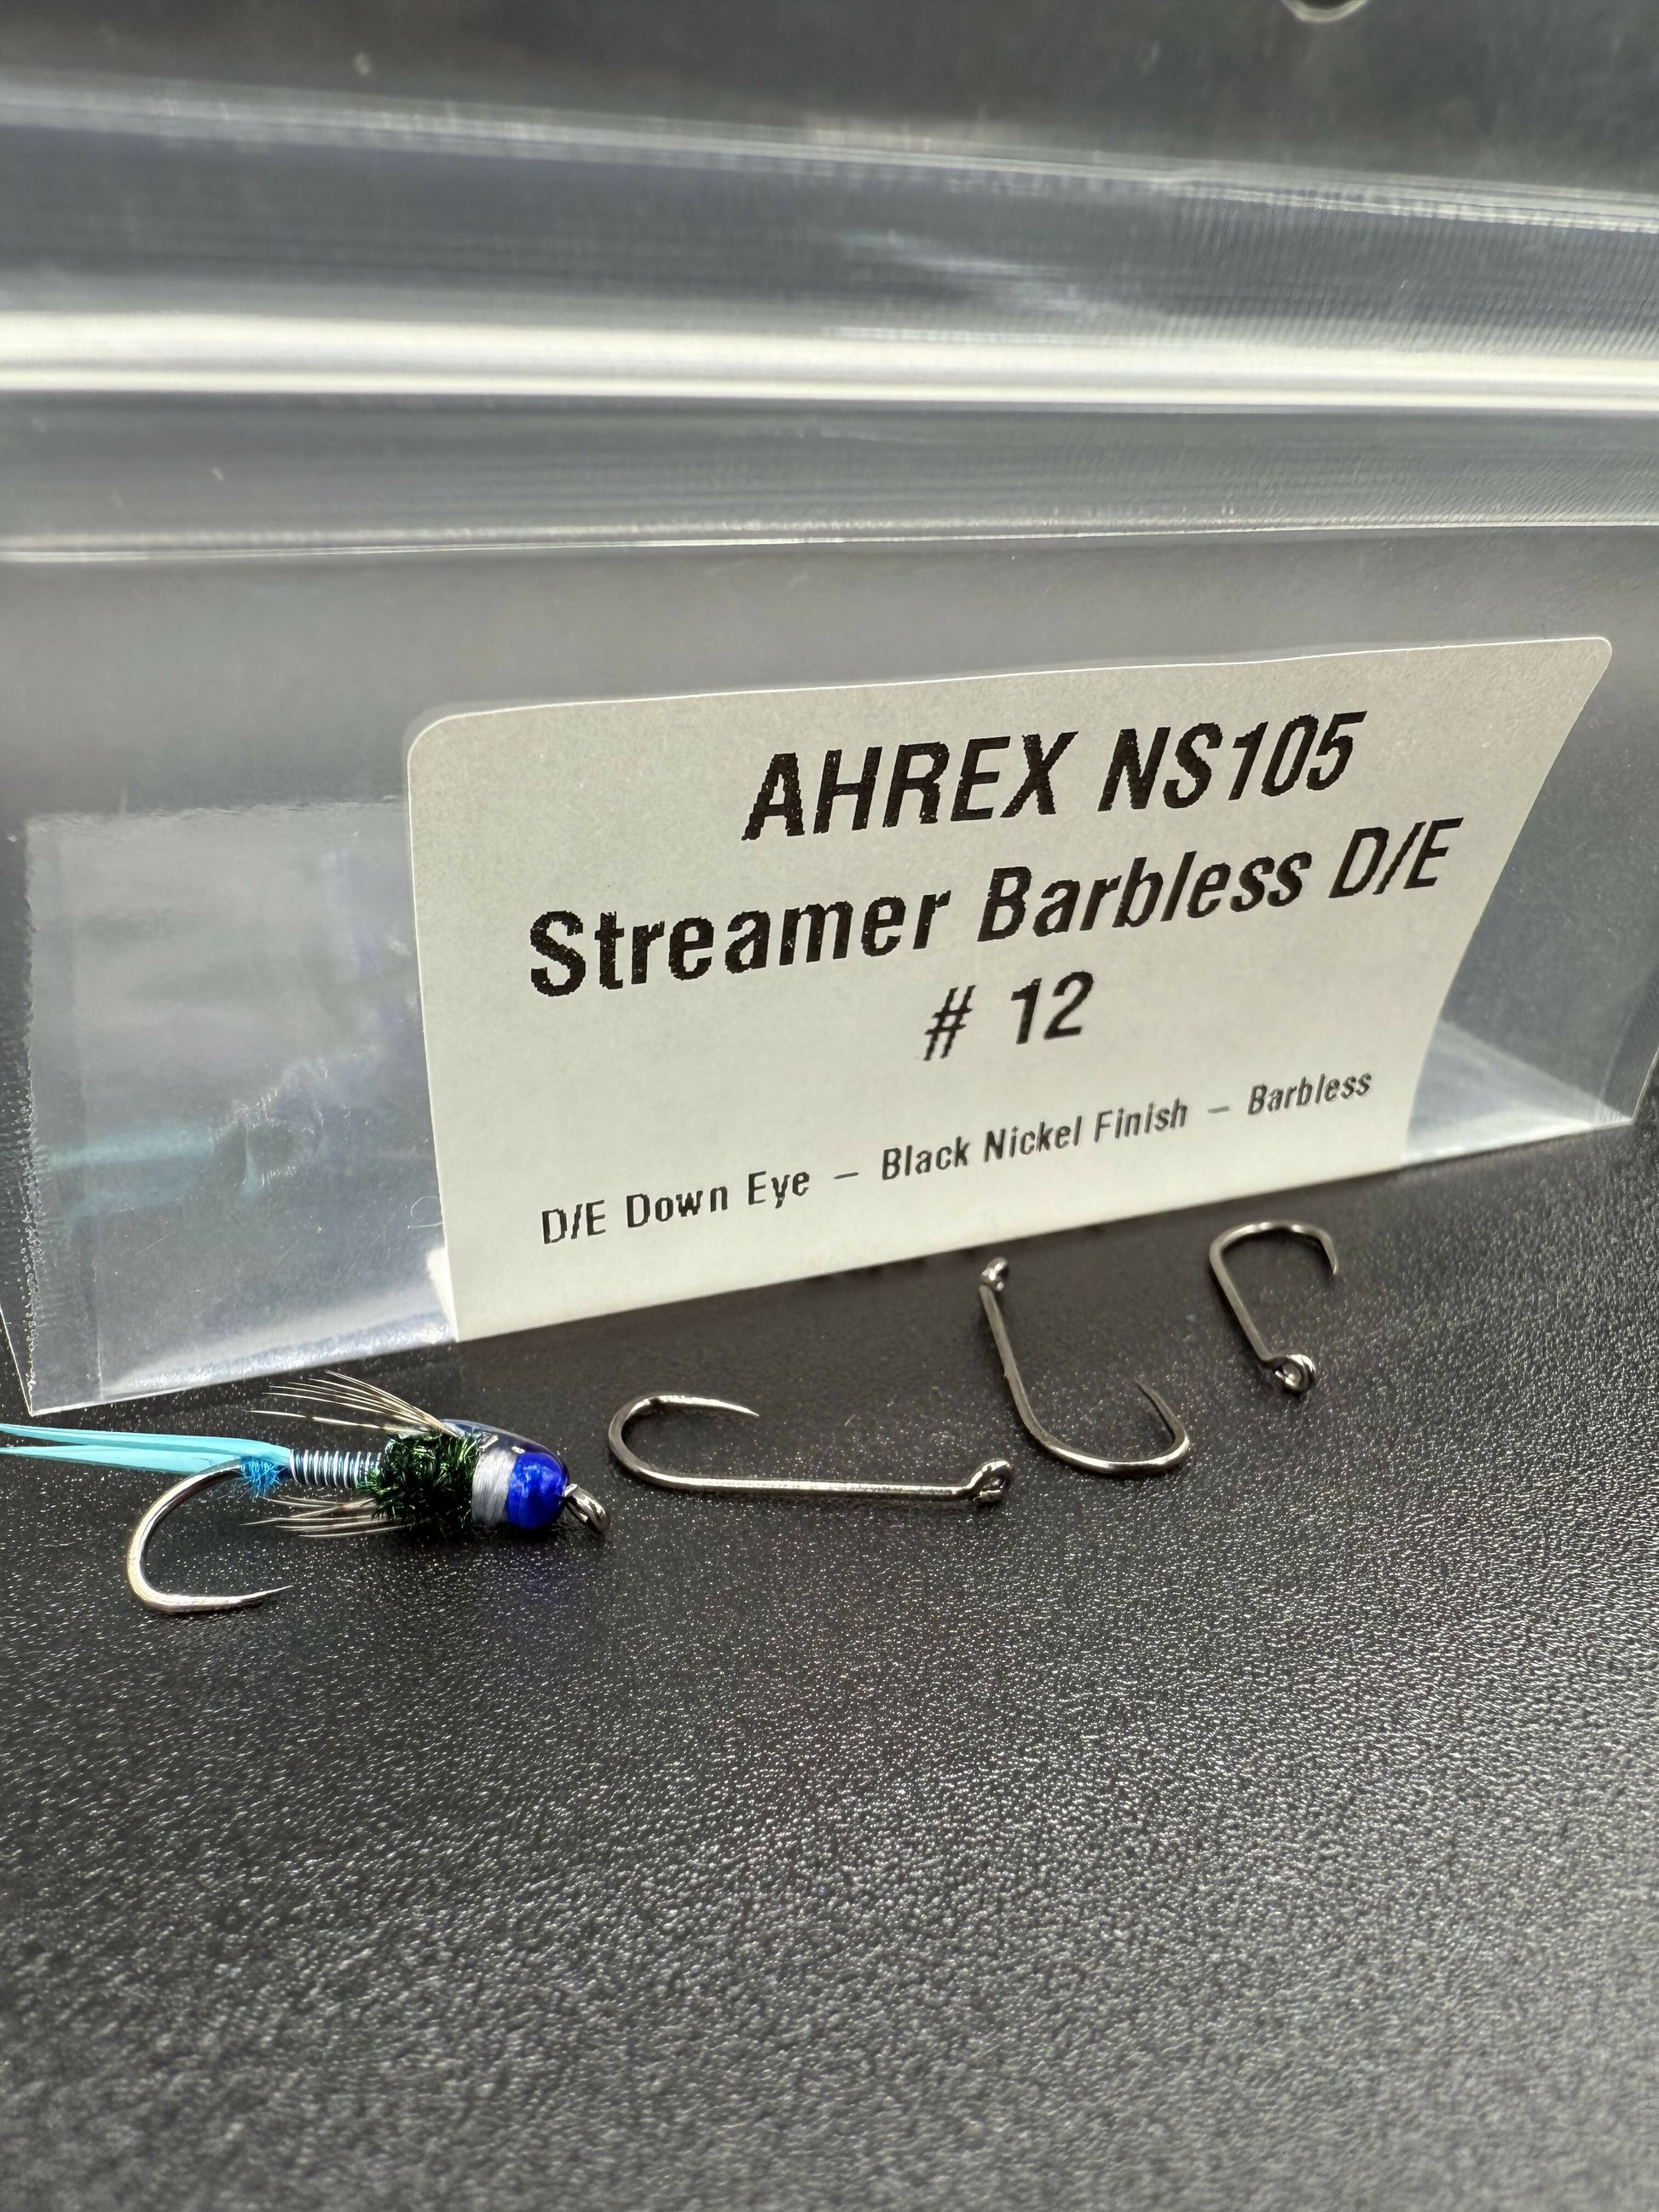 AHREX NS105
Streamer Barbless D/E
# 12
D/E Down Eye – Black Nickel Finish – Barbless